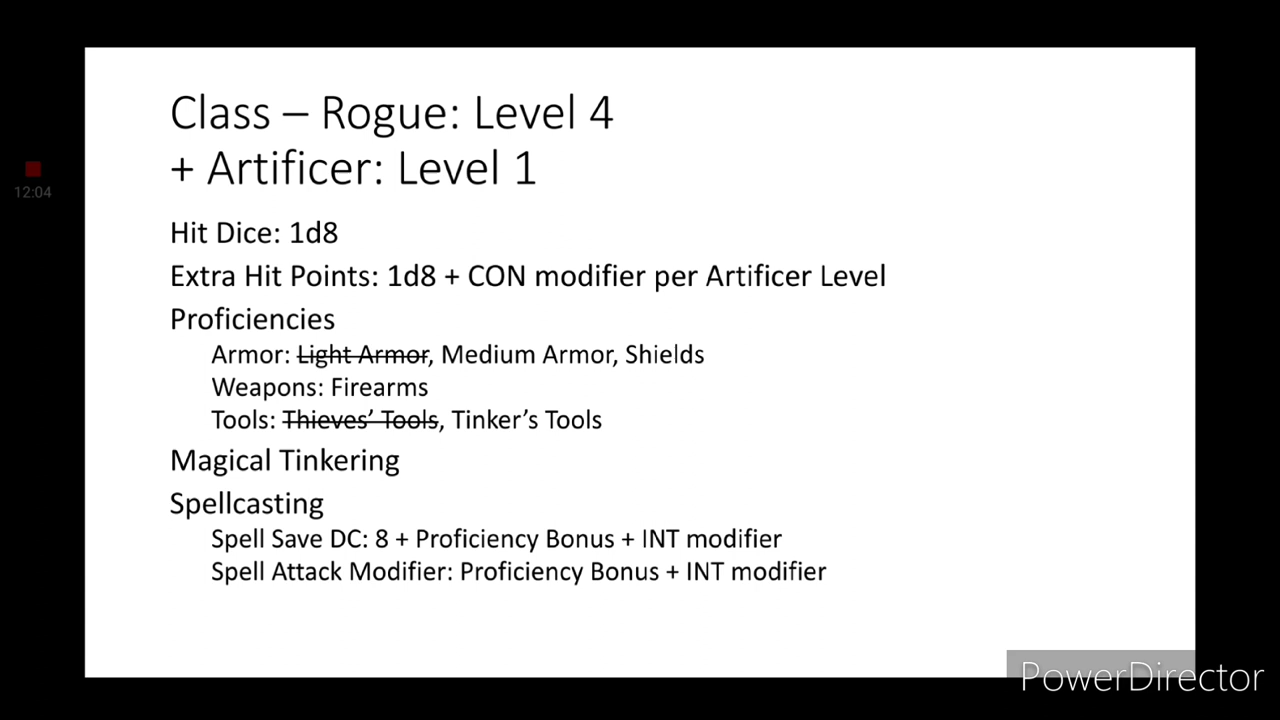 Class – Rogue: Level 4
+ Artificer: Level 1
12:04
Hit Dice: 1d8
Extra Hit Points: 1d8 + CON modifier per Artificer Level
Proficiencies
Armor: Light Armor, Medium Armor, Shields
Weapons: Firearms
Tools: Thieves’ Tools, Tinker’s Tools
Magical Tinkering
Spellcasting
Spell Save DC: 8 + Proficiency Bonus + INT modifier
Spell Attack Modifier: Proficiency Bonus + INT modifier
PowerDirector